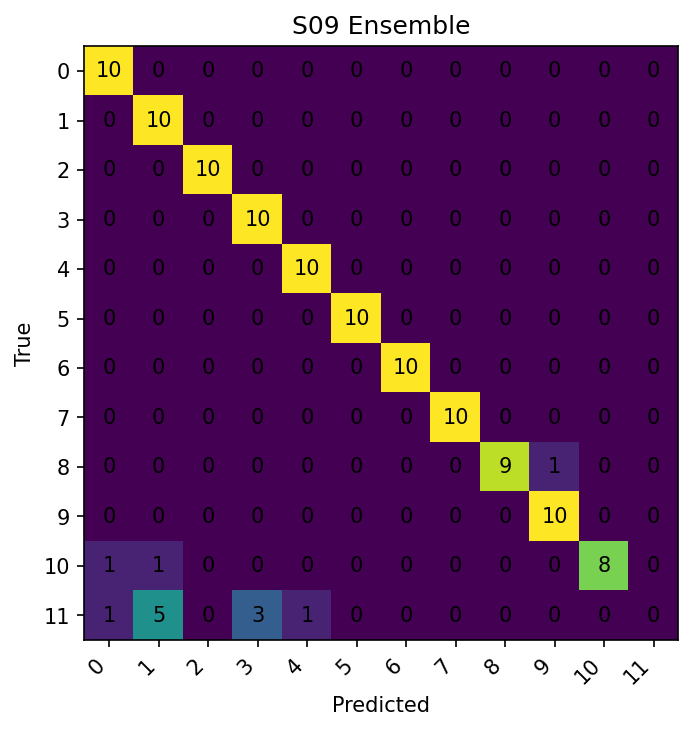 S09 Ensemble
0 10 0 0 0 0 0 0 0 0 0 0 0
1 0 10 0 0 0 0 0 0 0 0 0 0
2 0 0 10 0 0 0 0 0 0 0 0 0
3 0 0 0 10 0 0 0 0 0 0 0 0
4 0 0 0 0 10 0 0 0 0 0 0 0
5 0 0 0 0 0 10 0 0 0 0 0 0
6 0 0 0 0 0 0 10 0 0 0 0 0
7 0 0 0 0 0 0 0 10 0 0 0 0
8 0 0 0 0 0 0 0 0 9 1 0 0
9 0 0 0 0 0 0 0 0 0 10 0 0
10 1 1 0 0 0 0 0 0 0 0 8 0
11 1 5 0 3 1 0 0 0 0 0 0 0
True
0 1 2 3 4 5 6 7 8 9 10 11
Predicted